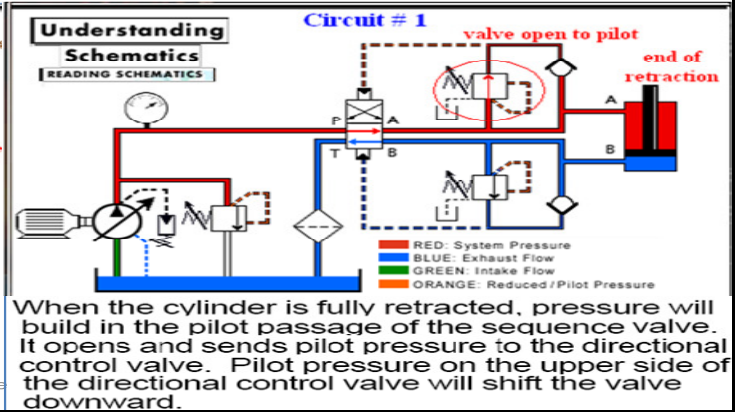 Understanding
Schematics
READING SCHEMATICS
Circuit # 1
valve open to pilot
end of
retraction
P
A
T
B
A
B
RED: System Pressure
BLUE: Exhaust Flow
GREEN: Intake Flow
ORANGE: Reduced / Pilot Pressure
When the cylinder is fully retracted, pressure will
build in the pilot passage of the sequence valve.
It opens and sends pilot pressure to the directional
control valve. Pilot pressure on the upper side of
the directional control valve will shift the valve
downward.